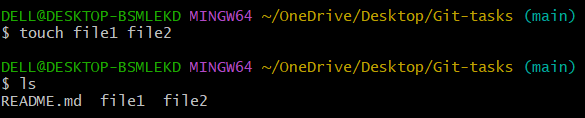 DELL@DESKTOP-BSMLEKD MINGW64 ~/OneDrive/Desktop/Git-tasks (main)
$ touch file1 file2
DELL@DESKTOP-BSMLEKD MINGW64 ~/OneDrive/Desktop/Git-tasks (main)
$ ls
README.md  file1  file2